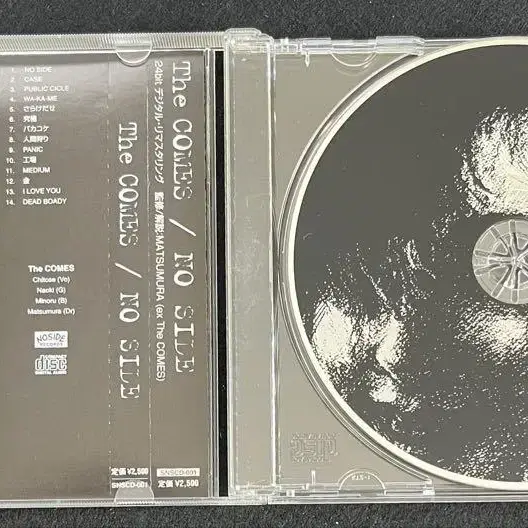 1. NO SIDE
2. CASE
3. PUBLIC CICLE
4. WA-KA-ME
5. さらけだせ
6. 究極
7. バカコケ
8. 人間狩り
9. PANIC
10. 工場
11. MEDIUM
12. 金
13. I LOVE YOU
14. DEAD BOADY
The COMES
Chitose (Vo)
Naoki (G)
Minoru (B)
Matsumura (Dr)
NOSIDE
RECORDS
COMPACT
disc
DIGITAL AUDIO
The COMES / NO SILE
定価 ¥2,500
SNSCD-001
The COMES / NO SILE
24bit デジタル・リマスタリング 監修/解説:MATSUMURA (ex The COMES)
定価 ¥2,500
SNSCD-001